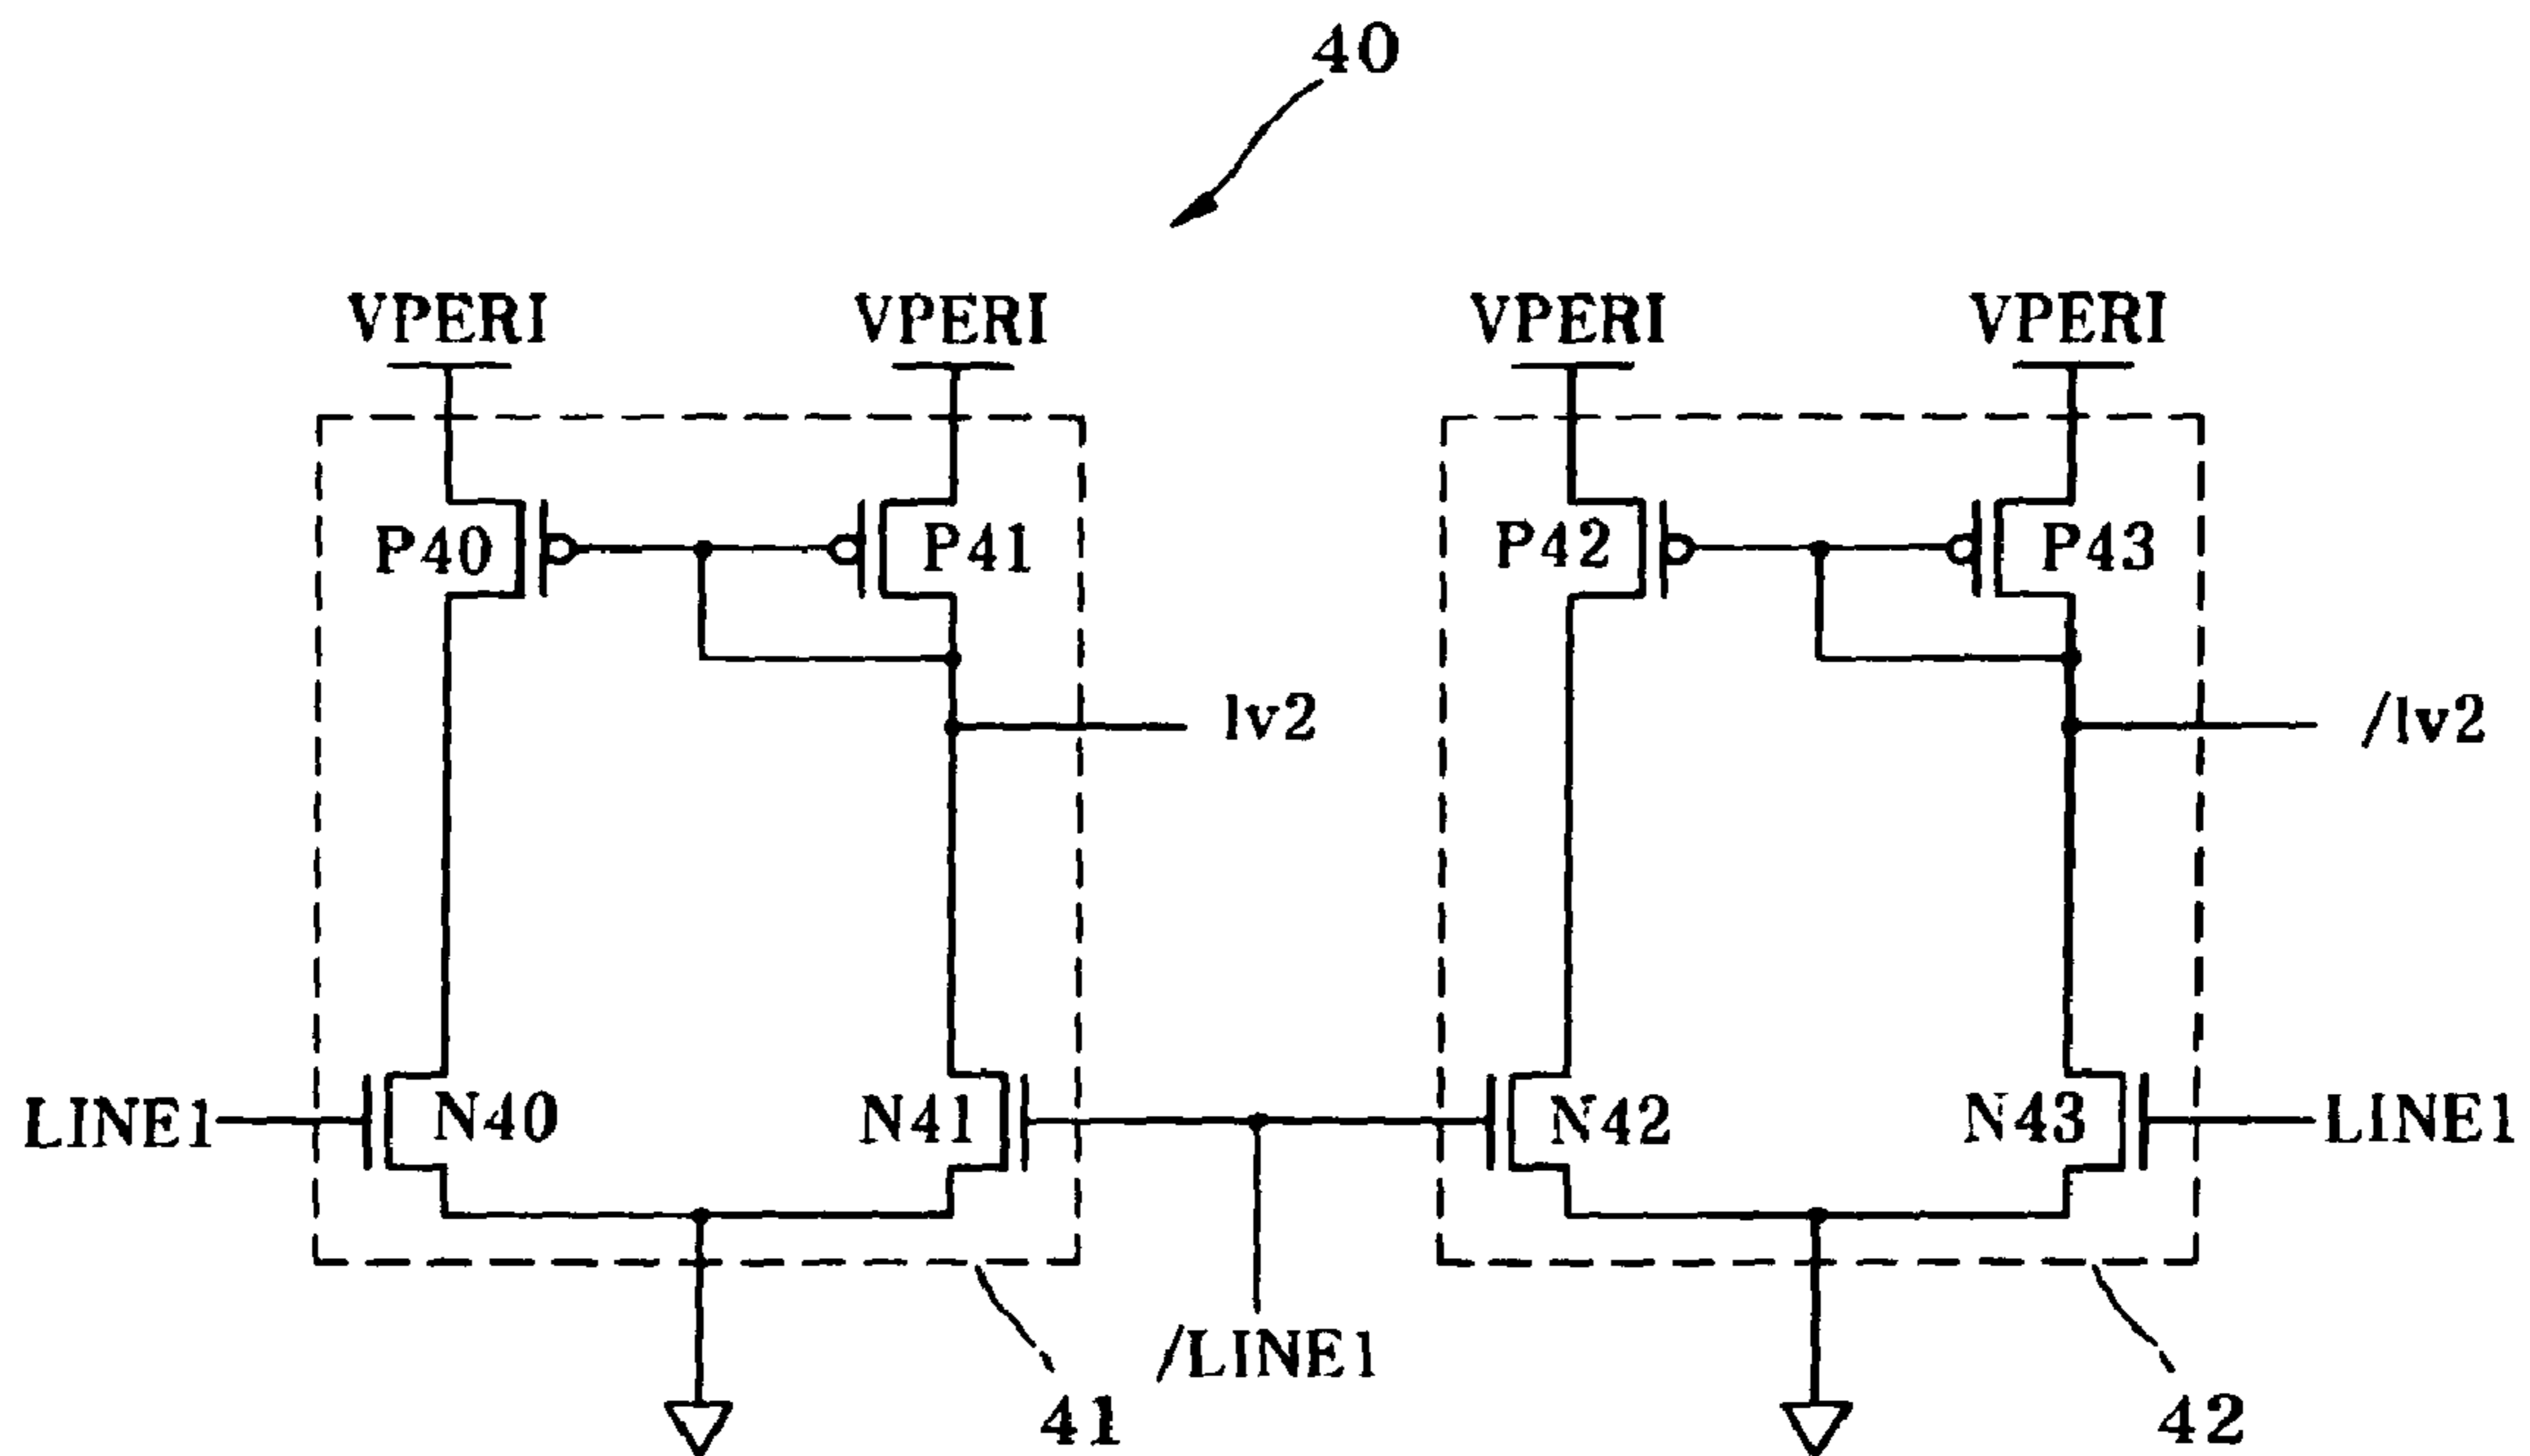 40
VPERI VPERI VPERI VPERI
P40 P41 P42 P43
lv2 /lv2
LINE1 N40 N41 N42 N43 LINE1
/LINE1
41 42